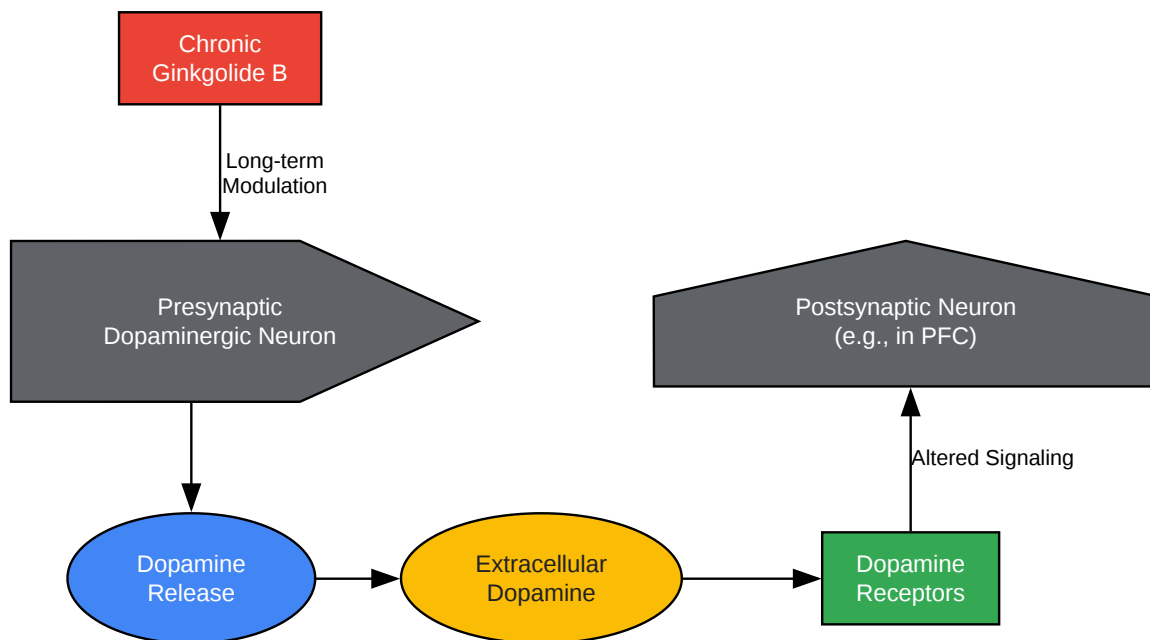 Chronic
Ginkgolide B
Long-term
Modulation
Presynaptic
Dopaminergic Neuron
Postsynaptic Neuron
(e.g., in PFC)
Altered Signaling
Dopamine
Release
Extracellular
Dopamine
Dopamine
Receptors